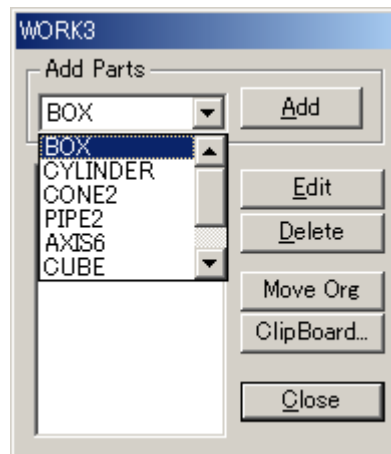 WORK3
Add Parts
BOX
Add
BOX
CYLINDER
CONE2
PIPE2
AXIS6
CUBE
Edit
Delete
Move Org
ClipBoard...
Close